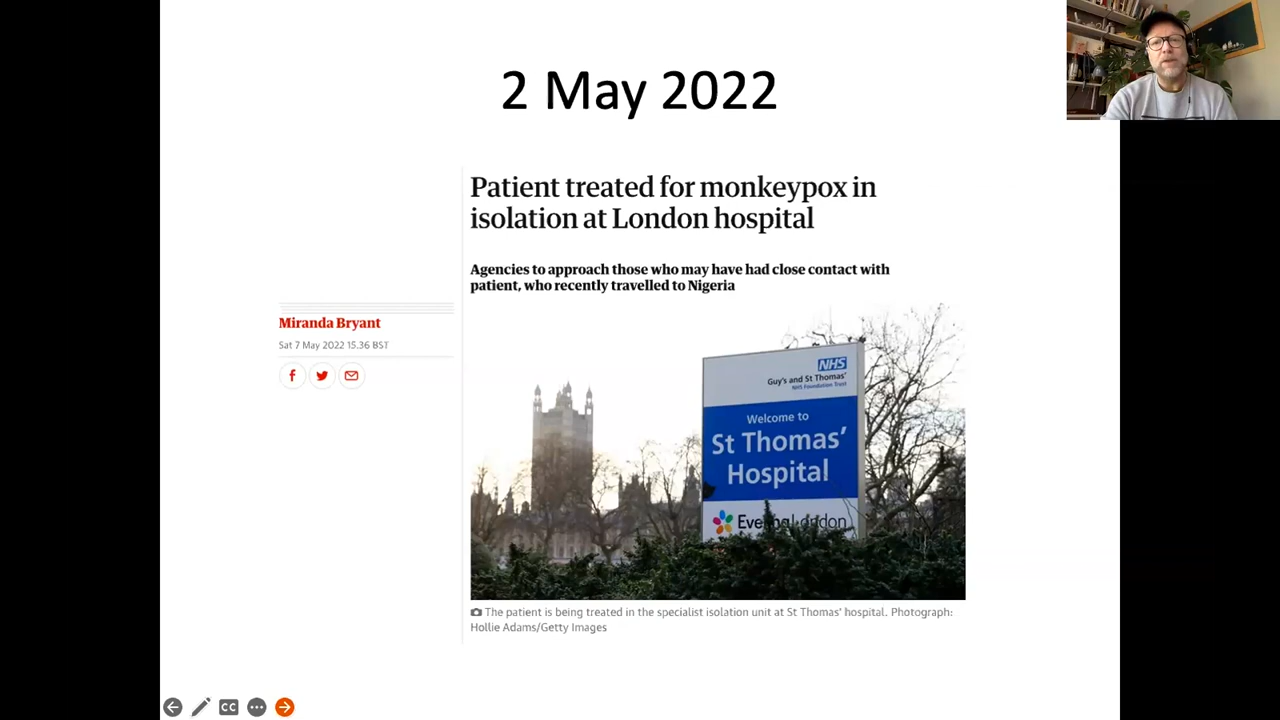 2 May 2022
Patient treated for monkeypox in
isolation at London hospital
Agencies to approach those who may have had close contact with
patient, who recently travelled to Nigeria
Miranda Bryant
Sat 7 May 2022 15.36 BST
NHS
Guy's and St Thomas'
NHS Foundation Trust
Welcome to
St Thomas'
Hospital
London
The patient is being treated in the specialist isolation unit at St Thomas' hospital. Photograph:
Hollie Adams/Getty Images
CC